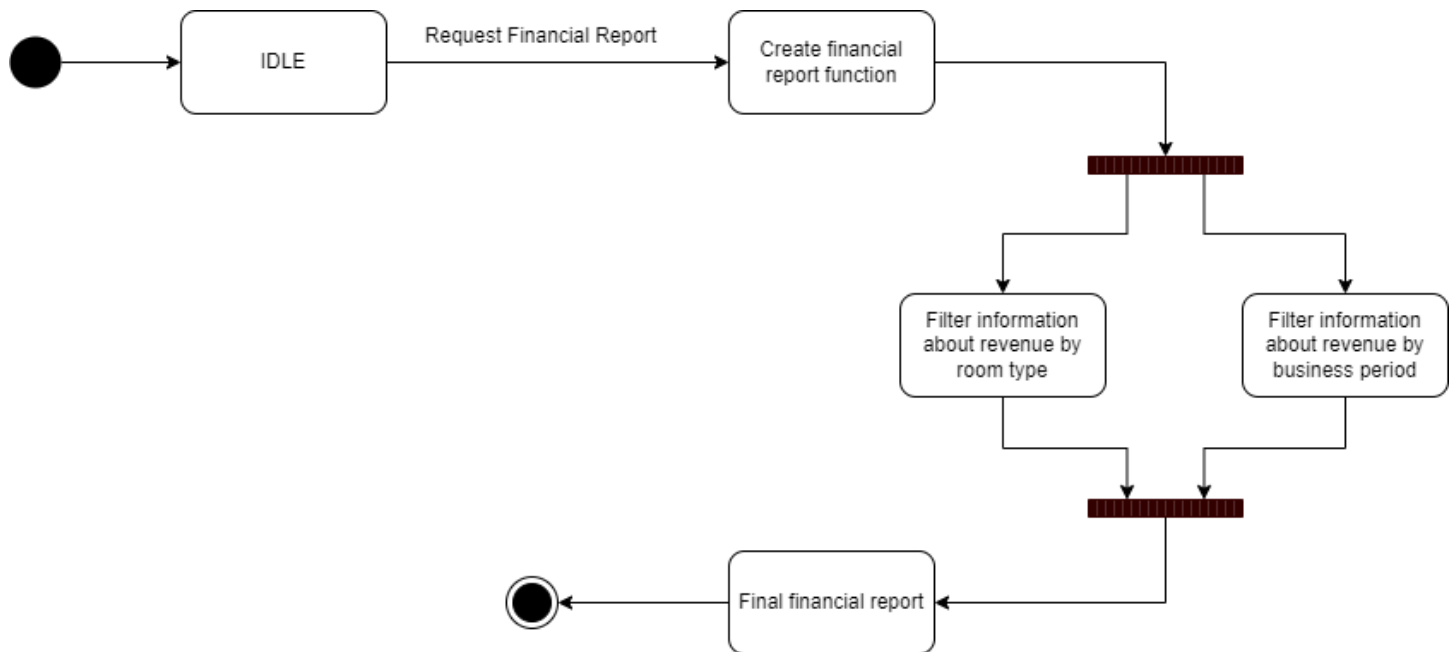 IDLE
Request Financial Report
Create financial
report function
Filter information
about revenue by
room type
Filter information
about revenue by
business period
Final financial report